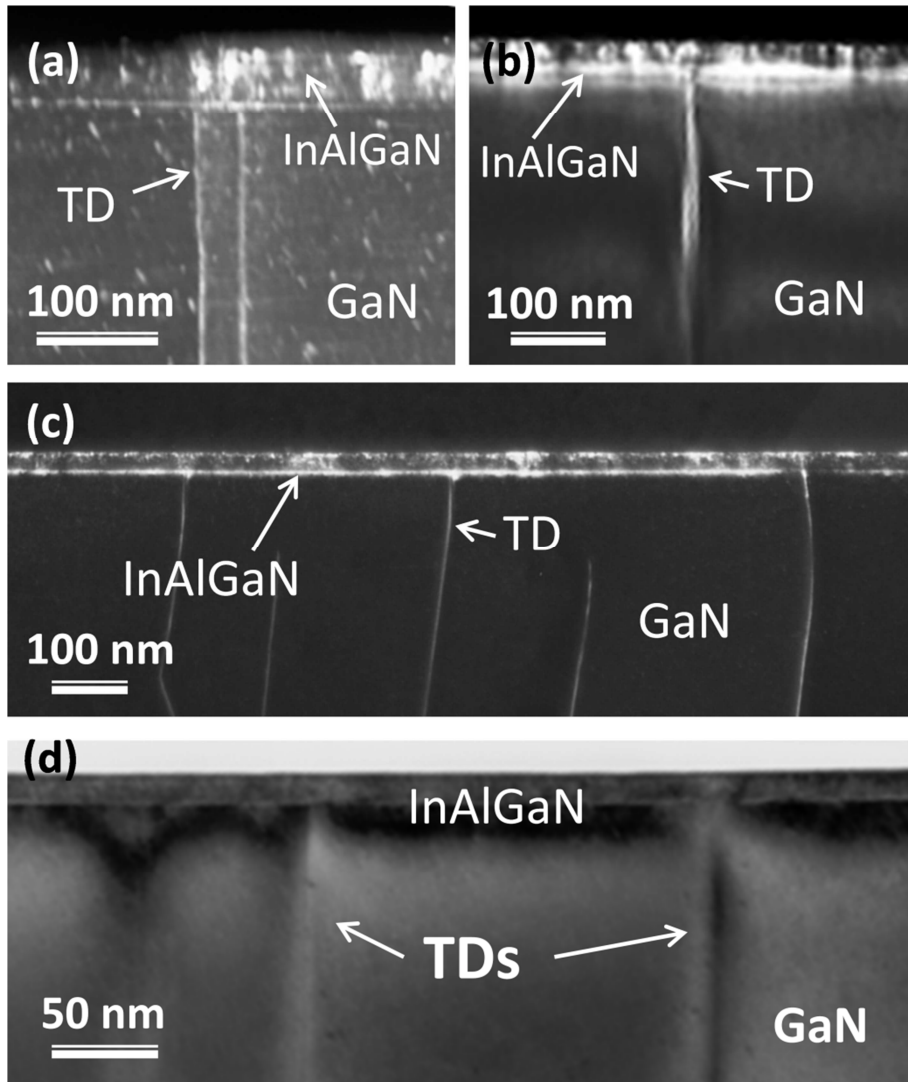 (a)
InAlGaN
TD
100 nm
GaN
(b)
InAlGaN
TD
100 nm
GaN
(c)
TD
InAlGaN
GaN
100 nm
(d)
InAlGaN
TDs
50 nm
GaN